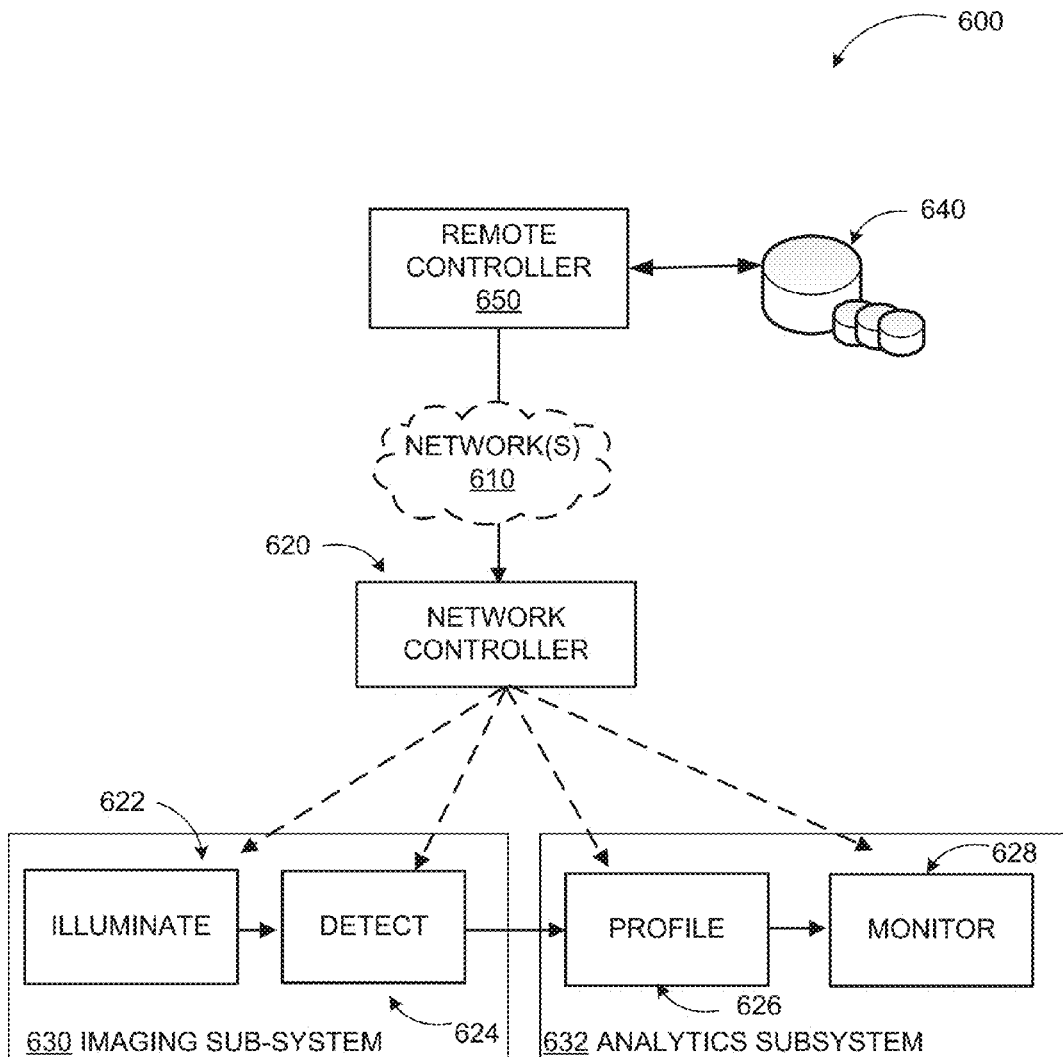 600
640
REMOTE
CONTROLLER
650
NETWORK(S)
610
620
NETWORK
CONTROLLER
622
628
ILLUMINATE
DETECT
PROFILE
MONITOR
624
626
630 IMAGING SUB-SYSTEM
632 ANALYTICS SUBSYSTEM